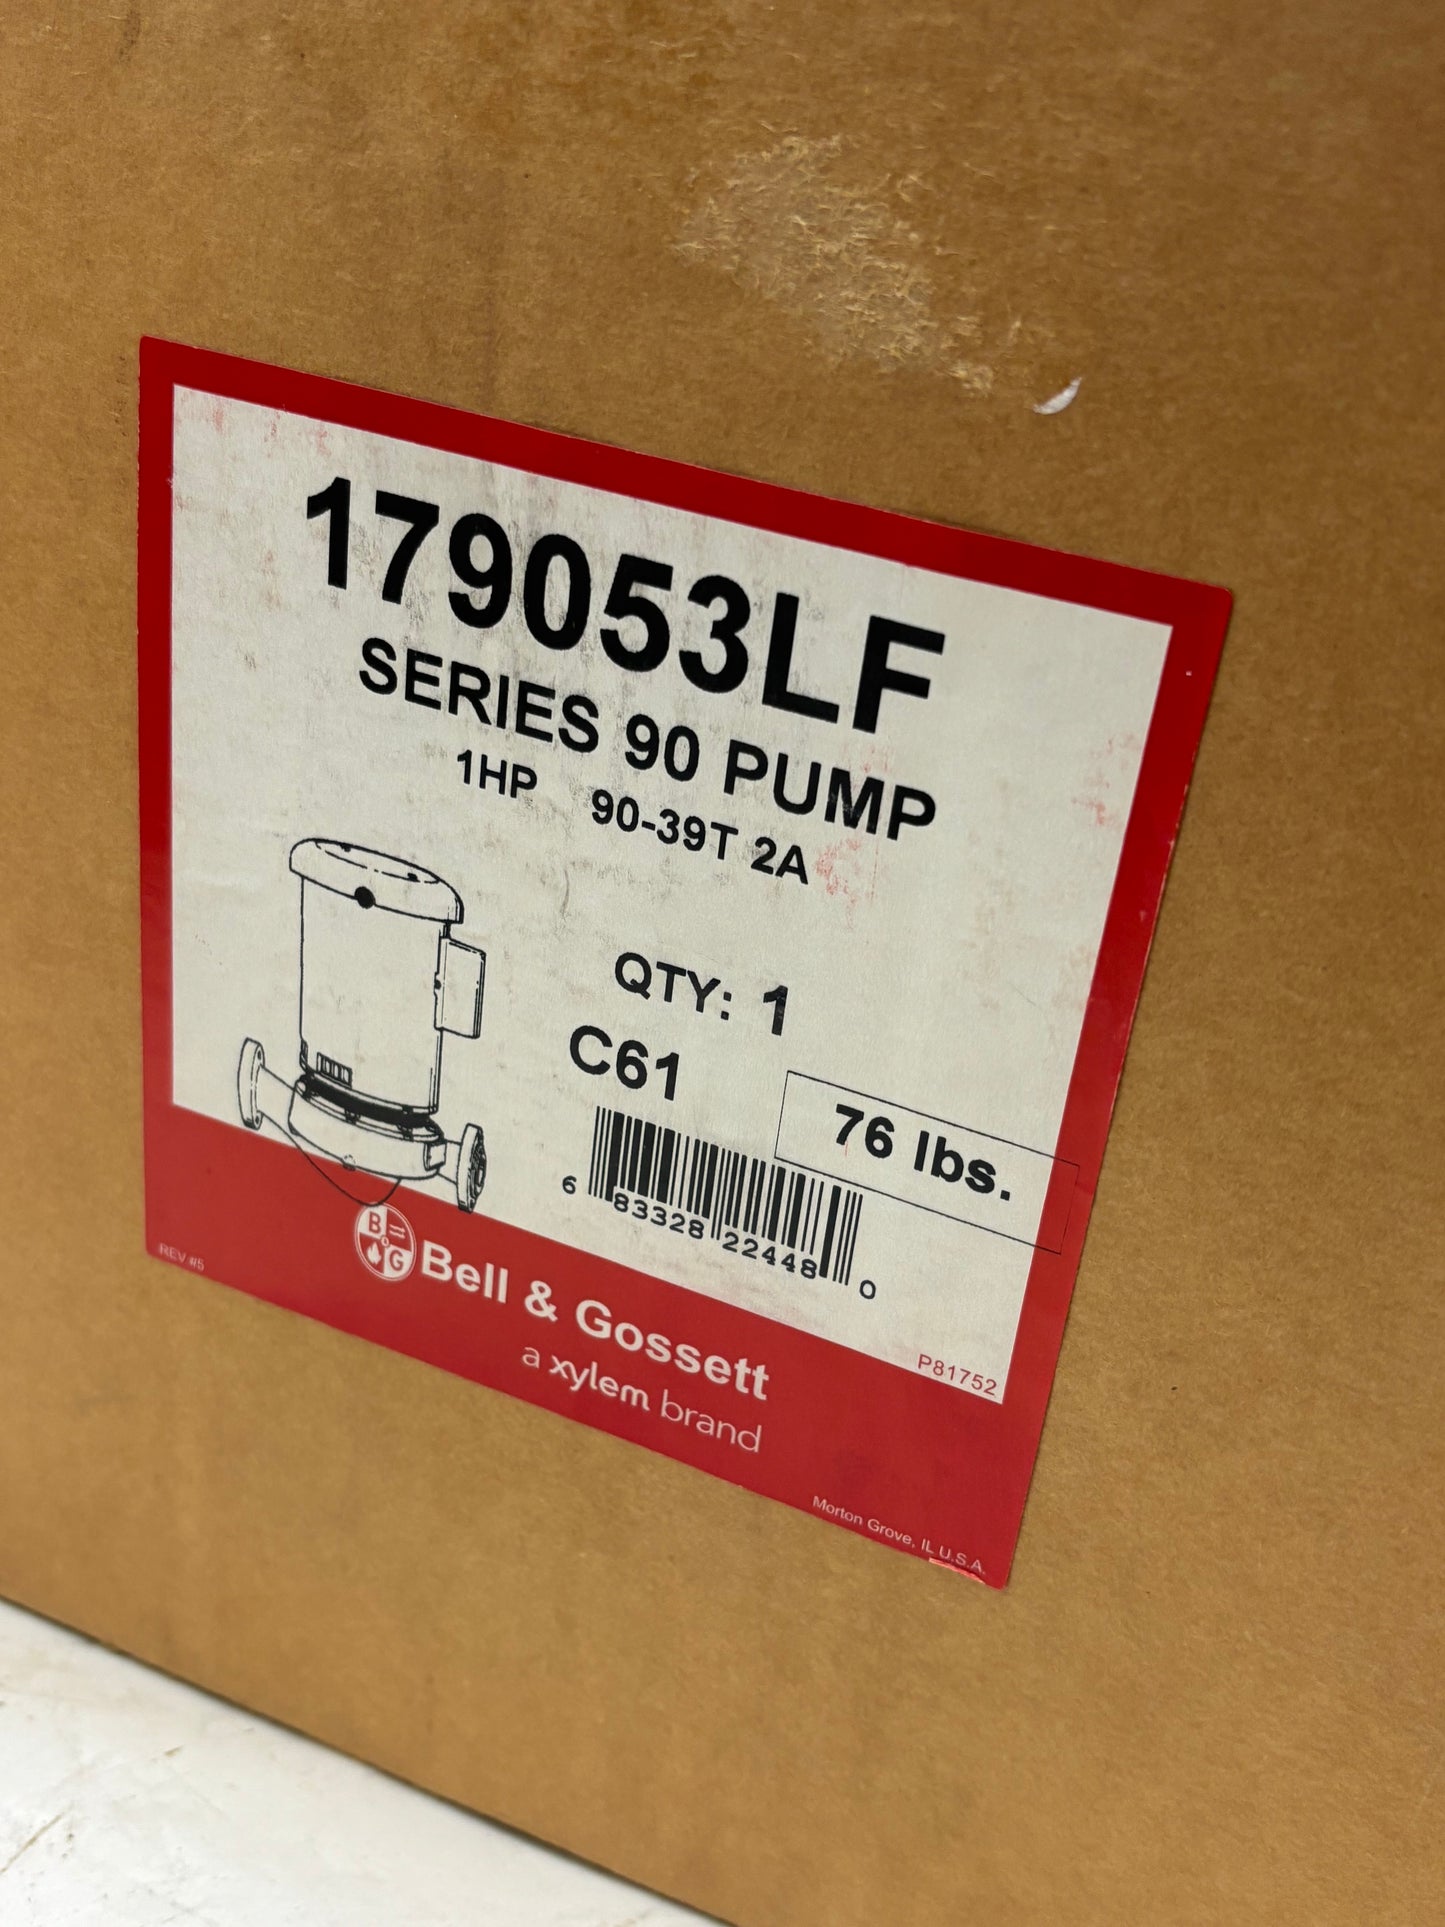 179053LF
SERIES 90 PUMP
1HP 90-39T 2A
QTY: 1
C61
76 lbs.
6 83328 22448 0
REV #5
B & G
Bell & Gossett
a xylem brand
P81752
Morton Grove, IL U.S.A.